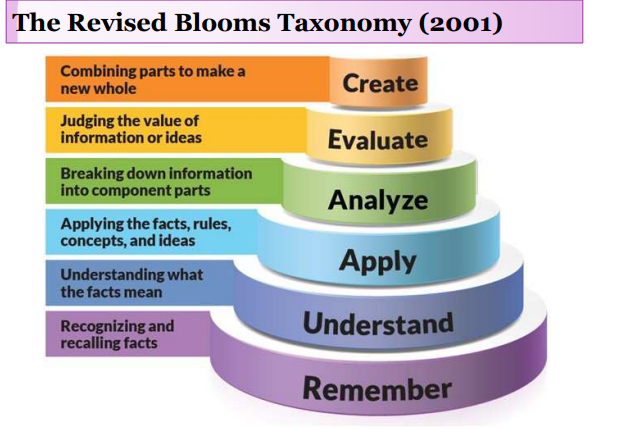 The Revised Blooms Taxonomy (2001)
Combining parts to make a
new whole
Create
Judging the value of
information or ideas
Evaluate
Breaking down information
into component parts
Analyze
Applying the facts, rules,
concepts, and ideas
Apply
Understanding what
the facts mean
Understand
Recognizing and
recalling facts
Remember